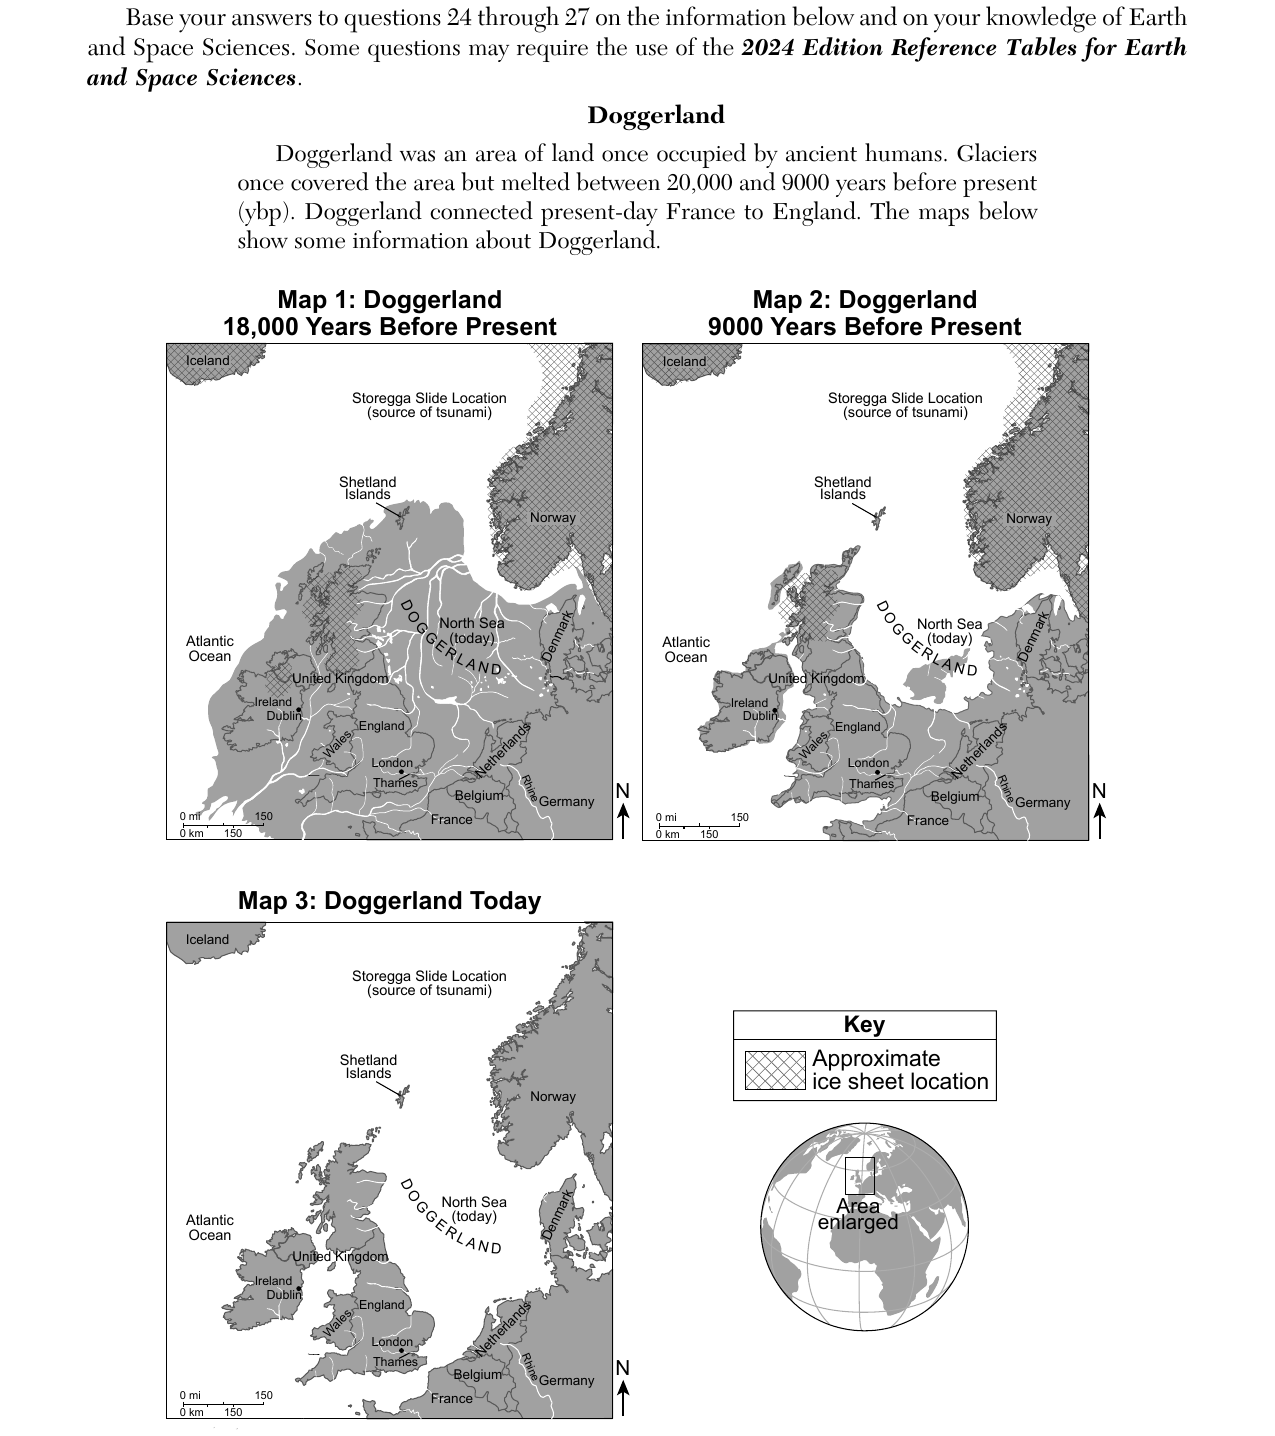 Base your answers to questions 24 through 27 on the information below and on your knowledge of Earth
and Space Sciences. Some questions may require the use of the 2024 Edition Reference Tables for Earth
and Space Sciences.
Doggerland
Doggerland was an area of land once occupied by ancient humans. Glaciers
once covered the area but melted between 20,000 and 9000 years before present
(ybp). Doggerland connected present-day France to England. The maps below
show some information about Doggerland.
Map 1: Doggerland
18,000 Years Before Present
Iceland
Storegga Slide Location
(source of tsunami)
Shetland
Islands
Norway
DOGGERLAND
North Sea
(today)
Denmark
Atlantic
Ocean
United Kingdom
Ireland
Dublin
England
Wales
London
Thames
Netherlands
Belgium
Rhine
Germany
France
0 mi 150
0 km 150
N
Map 2: Doggerland
9000 Years Before Present
Iceland
Storegga Slide Location
(source of tsunami)
Shetland
Islands
Norway
DOGGERLAND
North Sea
(today)
Denmark
Atlantic
Ocean
United Kingdom
Ireland
Dublin
England
Wales
London
Thames
Netherlands
Belgium
Rhine
Germany
France
0 mi 150
0 km 150
N
Map 3: Doggerland Today
Iceland
Storegga Slide Location
(source of tsunami)
Shetland
Islands
Norway
DOGGERLAND
North Sea
(today)
Denmark
Atlantic
Ocean
United Kingdom
Ireland
Dublin
England
Wales
London
Thames
Netherlands
Belgium
Rhine
Germany
France
0 mi 150
0 km 150
N
Key
Approximate
ice sheet location
Area
enlarged